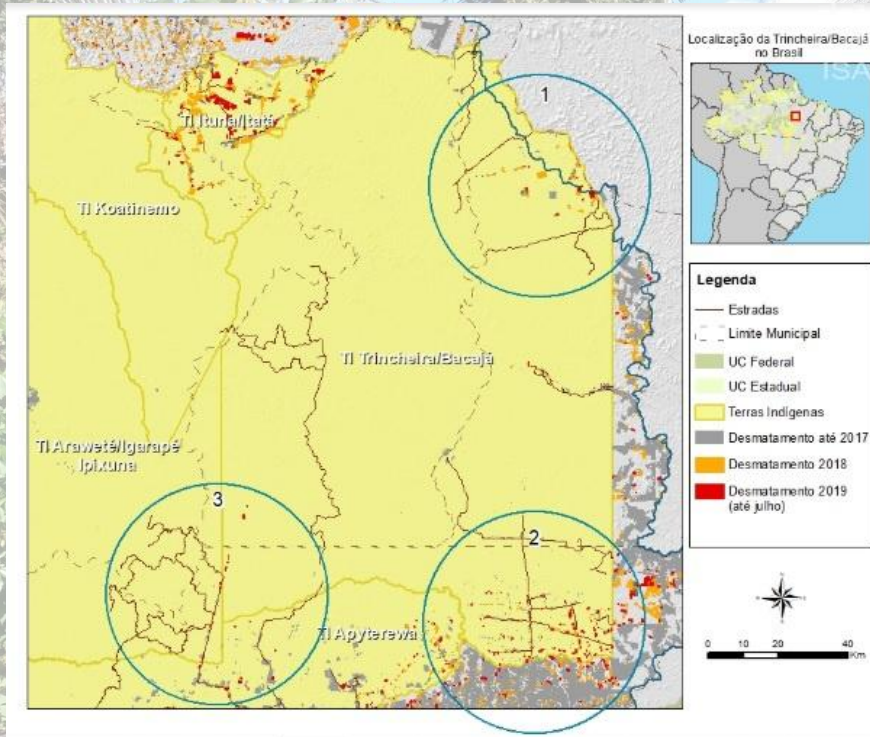 1
TI Ituna/Itatá
TI Koatinemo
TI Trincheira/Bacajá
TI Araweté/Igarapé
Ipixuna
3
2
TI Apyterewa
Localização da Trincheira/Bacajá
no Brasil
ISA
Legenda
Estradas
Limite Municipal
UC Federal
UC Estadual
Terras Indígenas
Desmatamento até 2017
Desmatamento 2018
Desmatamento 2019
(até julho)
0 10 20 40
Km